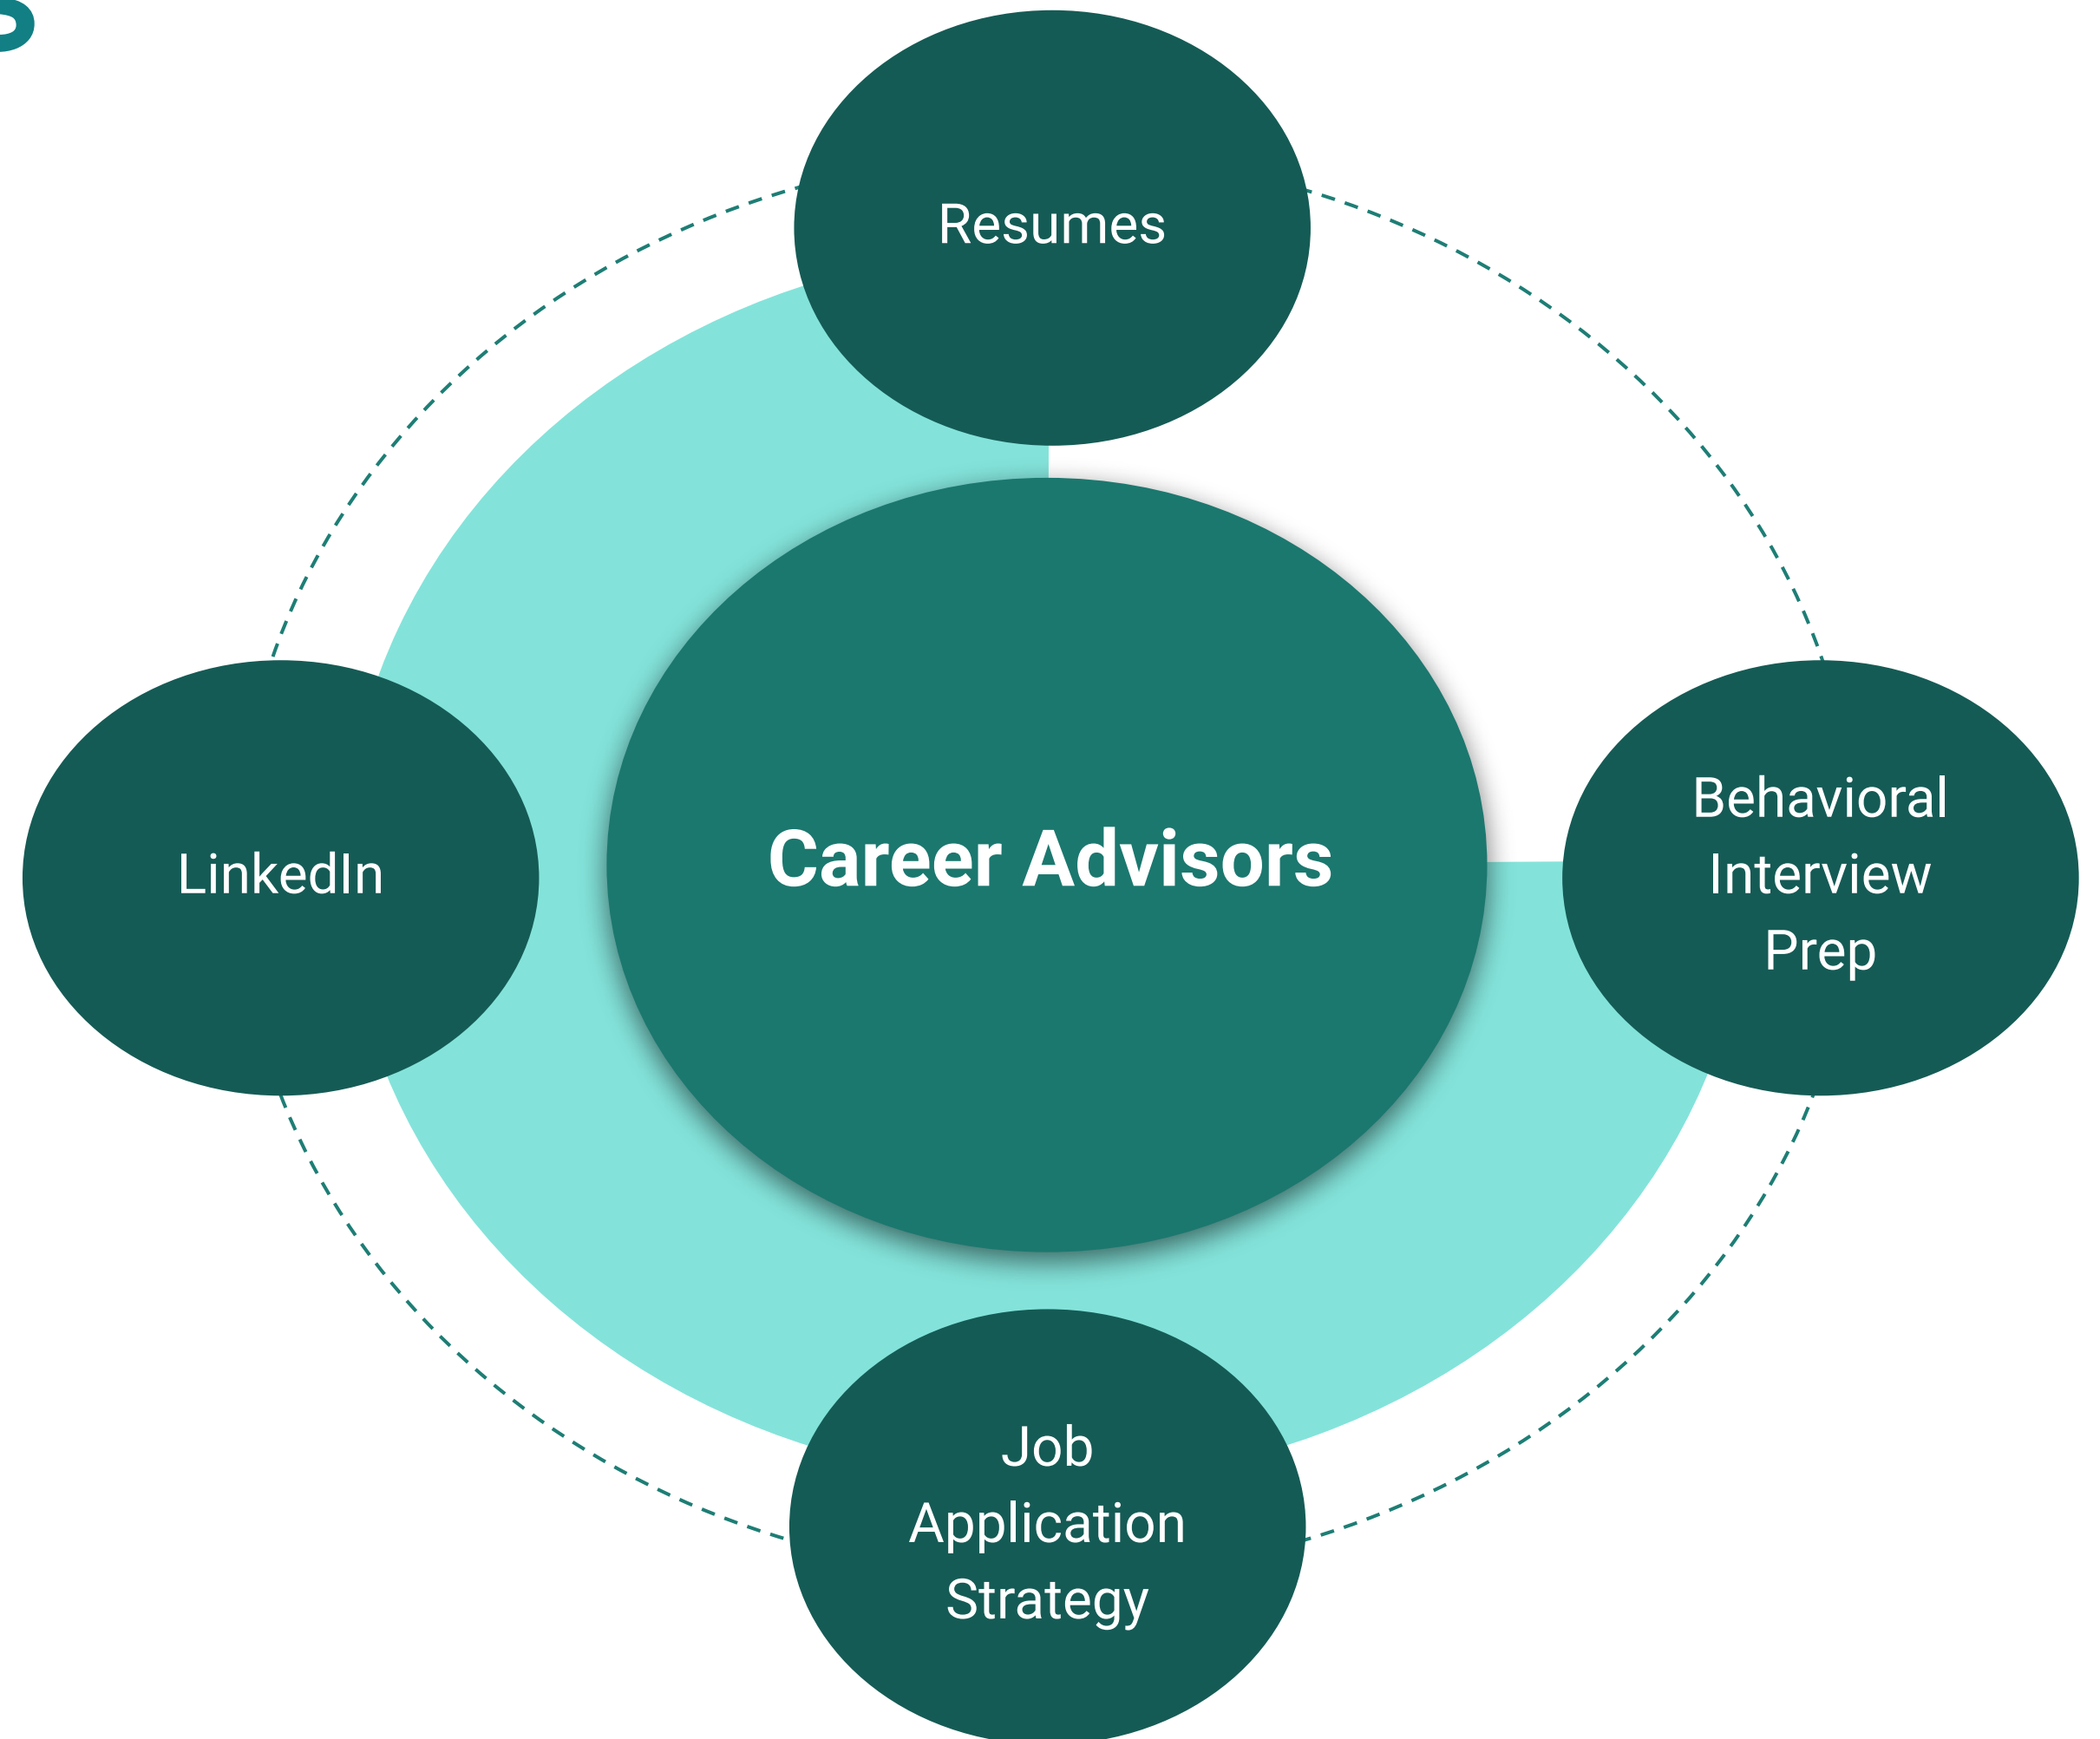 Resumes
Career Advisors
LinkedIn
Behavioral
Interview
Prep
Job
Application
Strategy